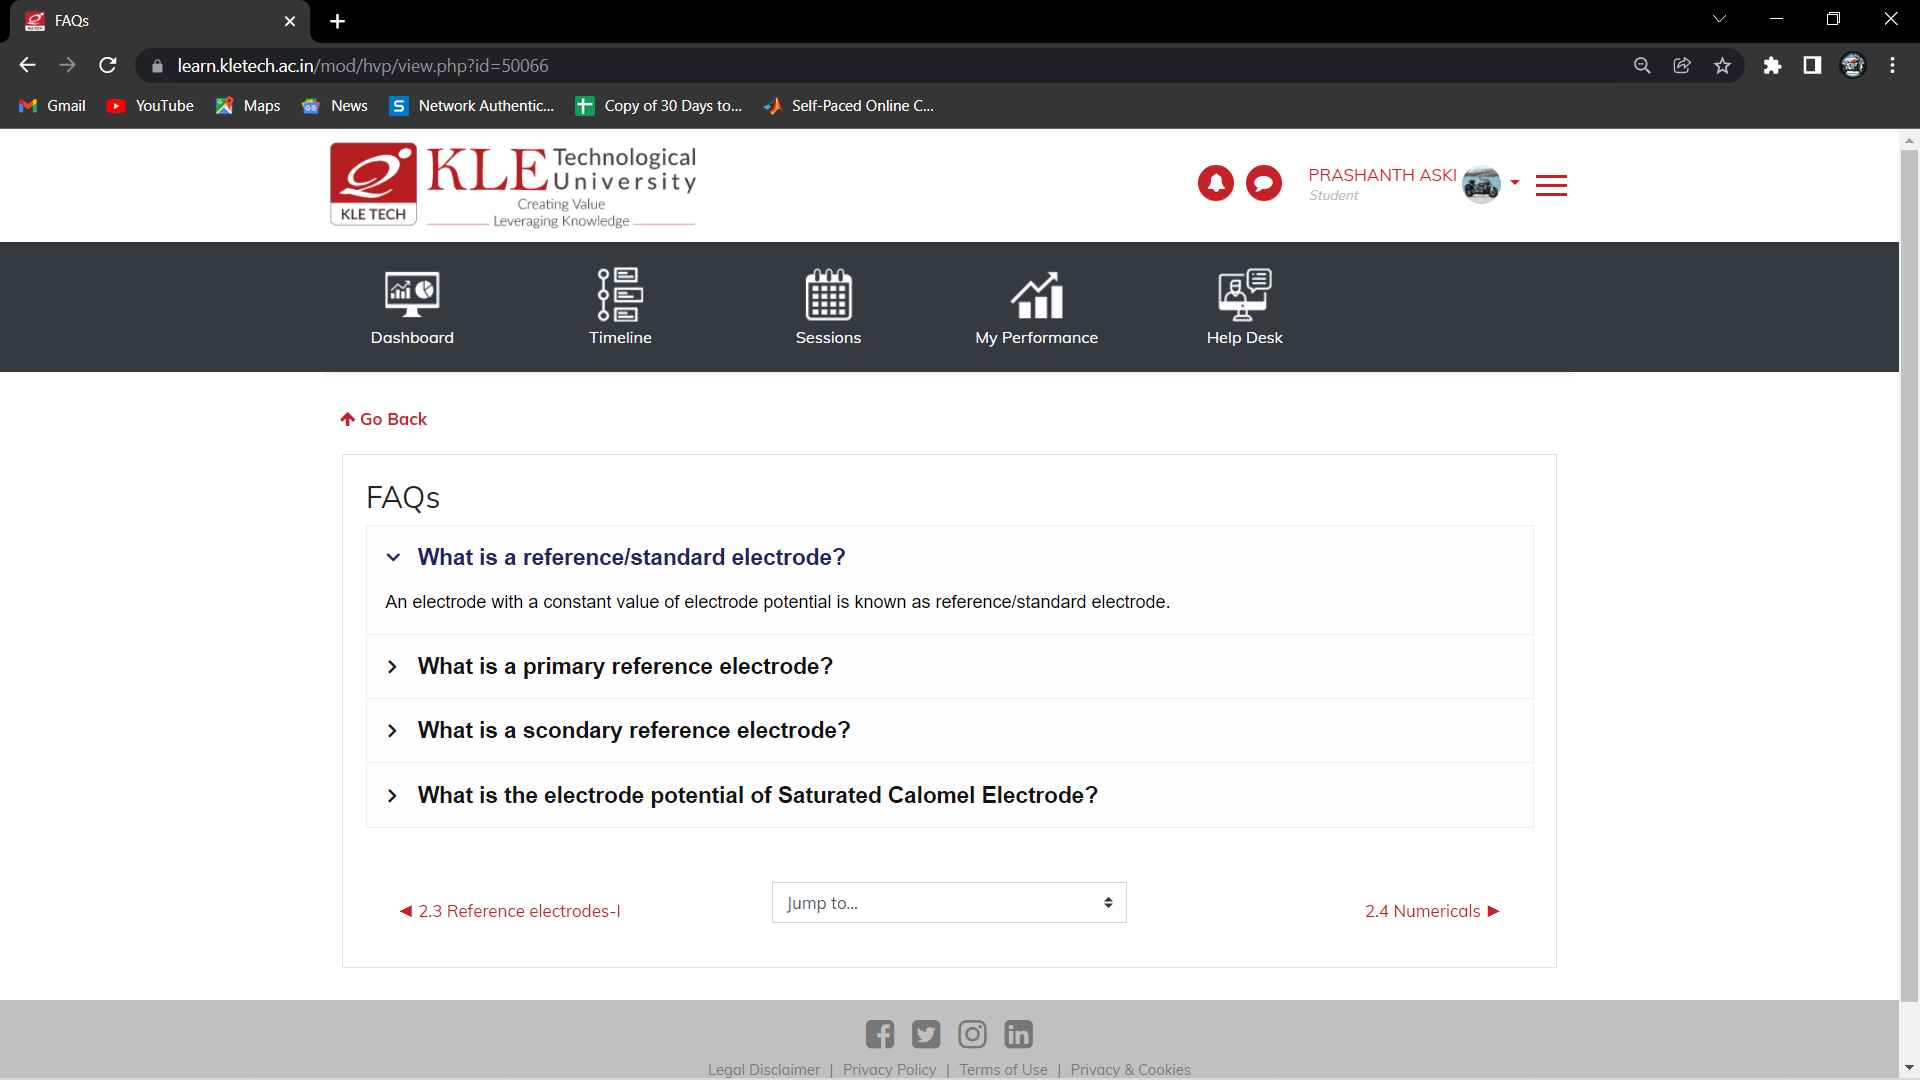 FAQs
learn.kletech.ac.in/mod/hvp/view.php?id=50066
Gmail YouTube Maps News Network Authentic... Copy of 30 Days to... Self-Paced Online C...
KLE TECH
KLE Technological University
Creating Value
Leveraging Knowledge
PRASHANTH ASKI
Student
Dashboard Timeline Sessions My Performance Help Desk
Go Back
FAQs
What is a reference/standard electrode?
An electrode with a constant value of electrode potential is known as reference/standard electrode.
What is a primary reference electrode?
What is a scondary reference electrode?
What is the electrode potential of Saturated Calomel Electrode?
◀ 2.3 Reference electrodes-I Jump to... 2.4 Numericals ▶
Legal Disclaimer | Privacy Policy | Terms of Use | Privacy & Cookies